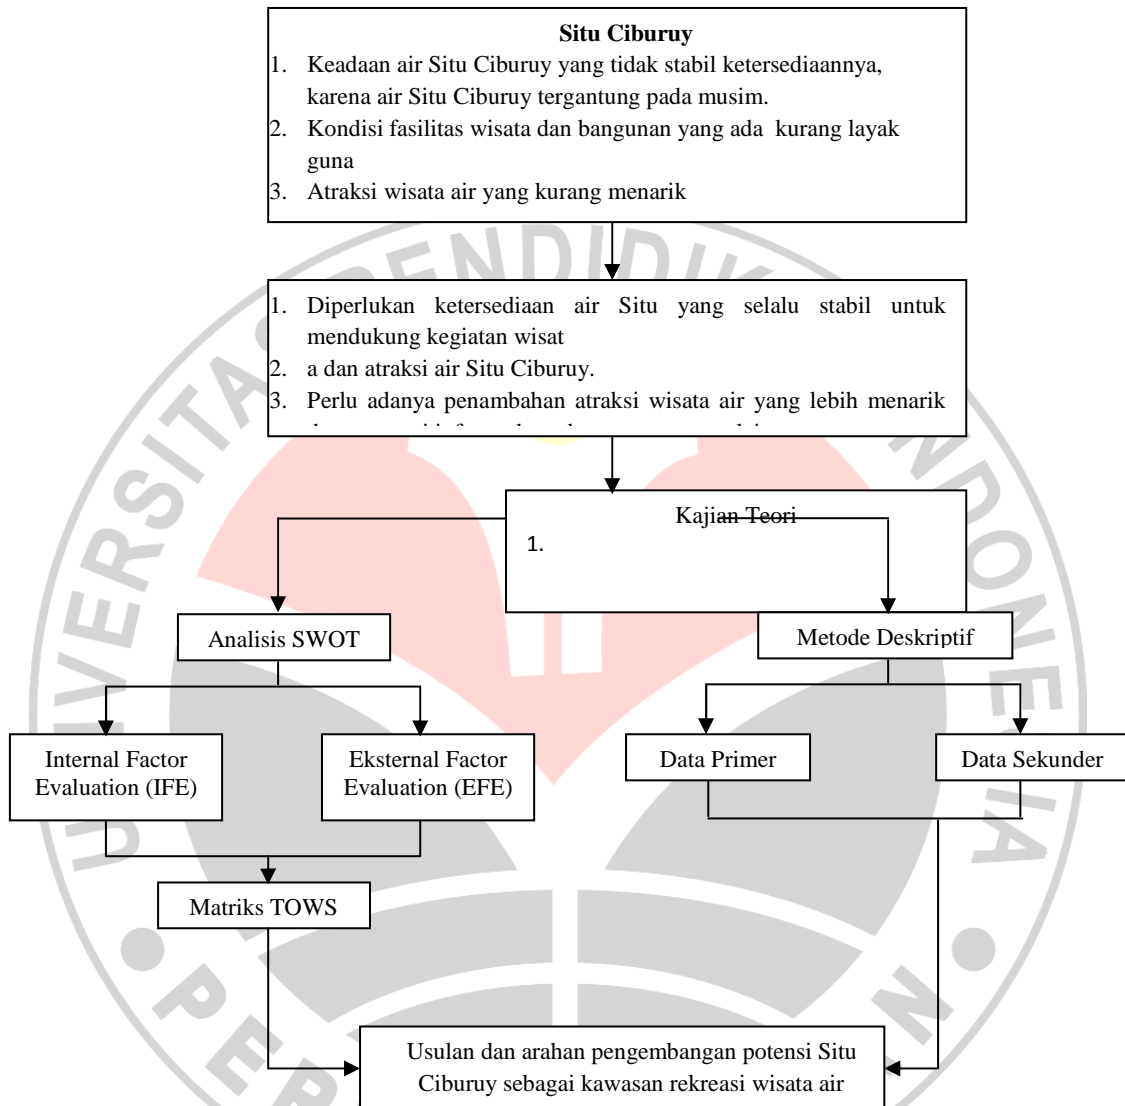 Situ Ciburuy
1. Keadaan air Situ Ciburuy yang tidak stabil ketersediaannya,
karena air Situ Ciburuy tergantung pada musim.
2. Kondisi fasilitas wisata dan bangunan yang ada kurang layak
guna
3. Atraksi wisata air yang kurang menarik
1. Diperlukan ketersediaan air Situ yang selalu stabil untuk
mendukung kegiatan wisat
2. a dan atraksi air Situ Ciburuy.
3. Perlu adanya penambahan atraksi wisata air yang lebih menarik
Kajian Teori
1.
Analisis SWOT
Metode Deskriptif
Internal Factor
Evaluation (IFE)
Eksternal Factor
Evaluation (EFE)
Data Primer
Data Sekunder
Matriks TOWS
Usulan dan arahan pengembangan potensi Situ
Ciburuy sebagai kawasan rekreasi wisata air